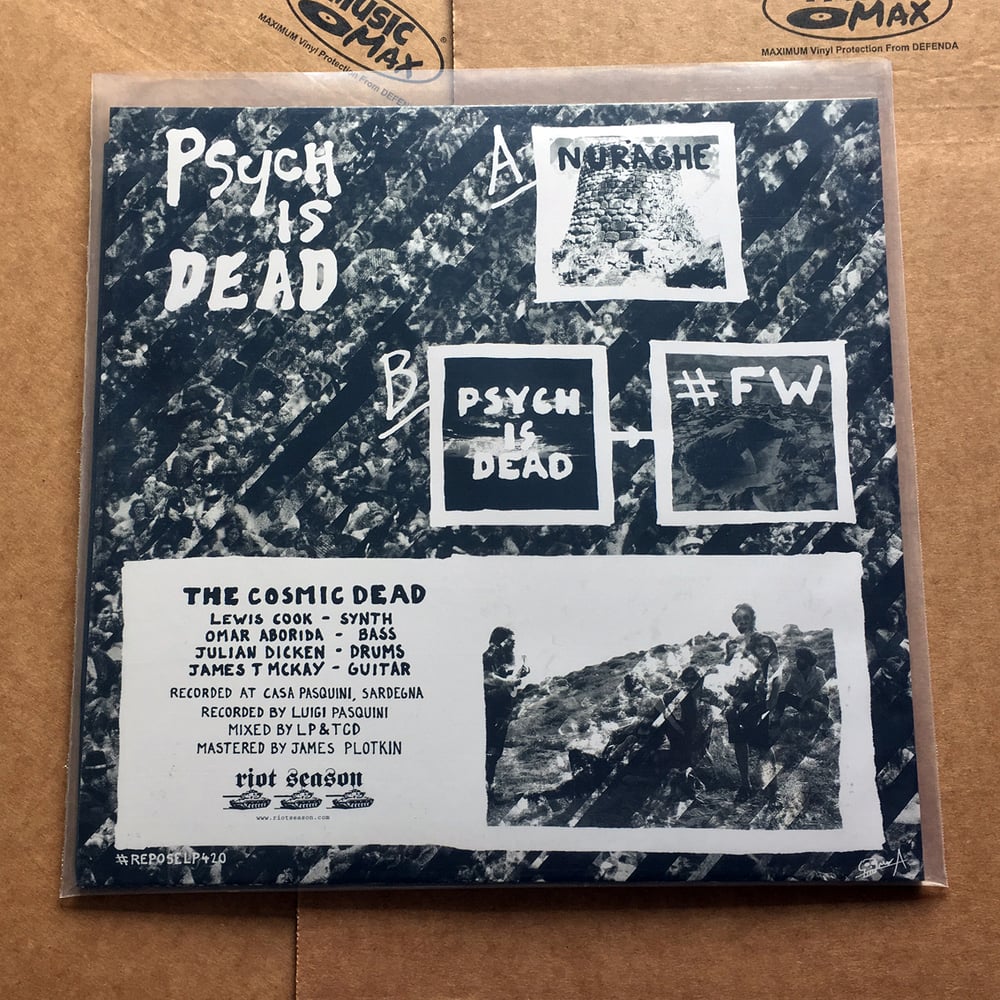 MUSIC
MAX
®
MAXIMUM Vinyl Protection From DEFENDA
MAX
MAXIMUM Vinyl Protection From DEFENDA
PSYCH
IS
DEAD
A
NURAGHE
B
PSYCH
IS
DEAD
#FW
THE COSMIC DEAD
LEWIS COOK - SYNTH
OMAR ABORIDA - BASS
JULIAN DICKEN - DRUMS
JAMES T MCKAY - GUITAR
RECORDED AT CASA PASQUINI, SARDEGNA
RECORDED BY LUIGI PASQUINI
MIXED BY LP & TCD
MASTERED BY JAMES PLOTKIN
riot season
www.riotseason.com
#REPOSELP420